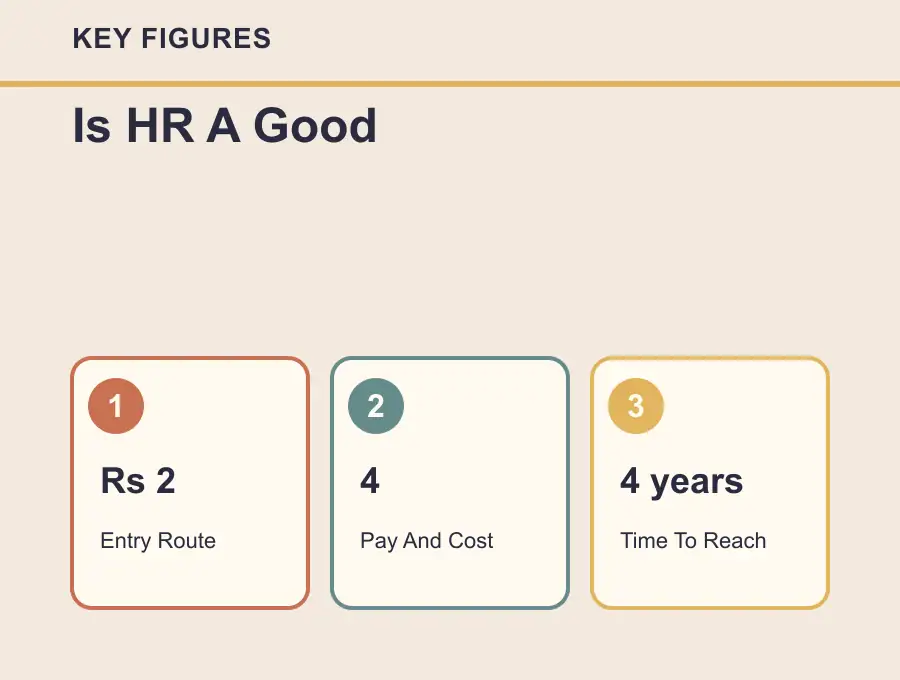 KEY FIGURES
Is HR A Good
1
Rs 2
Entry Route
2
4
Pay And Cost
3
4 years
Time To Reach